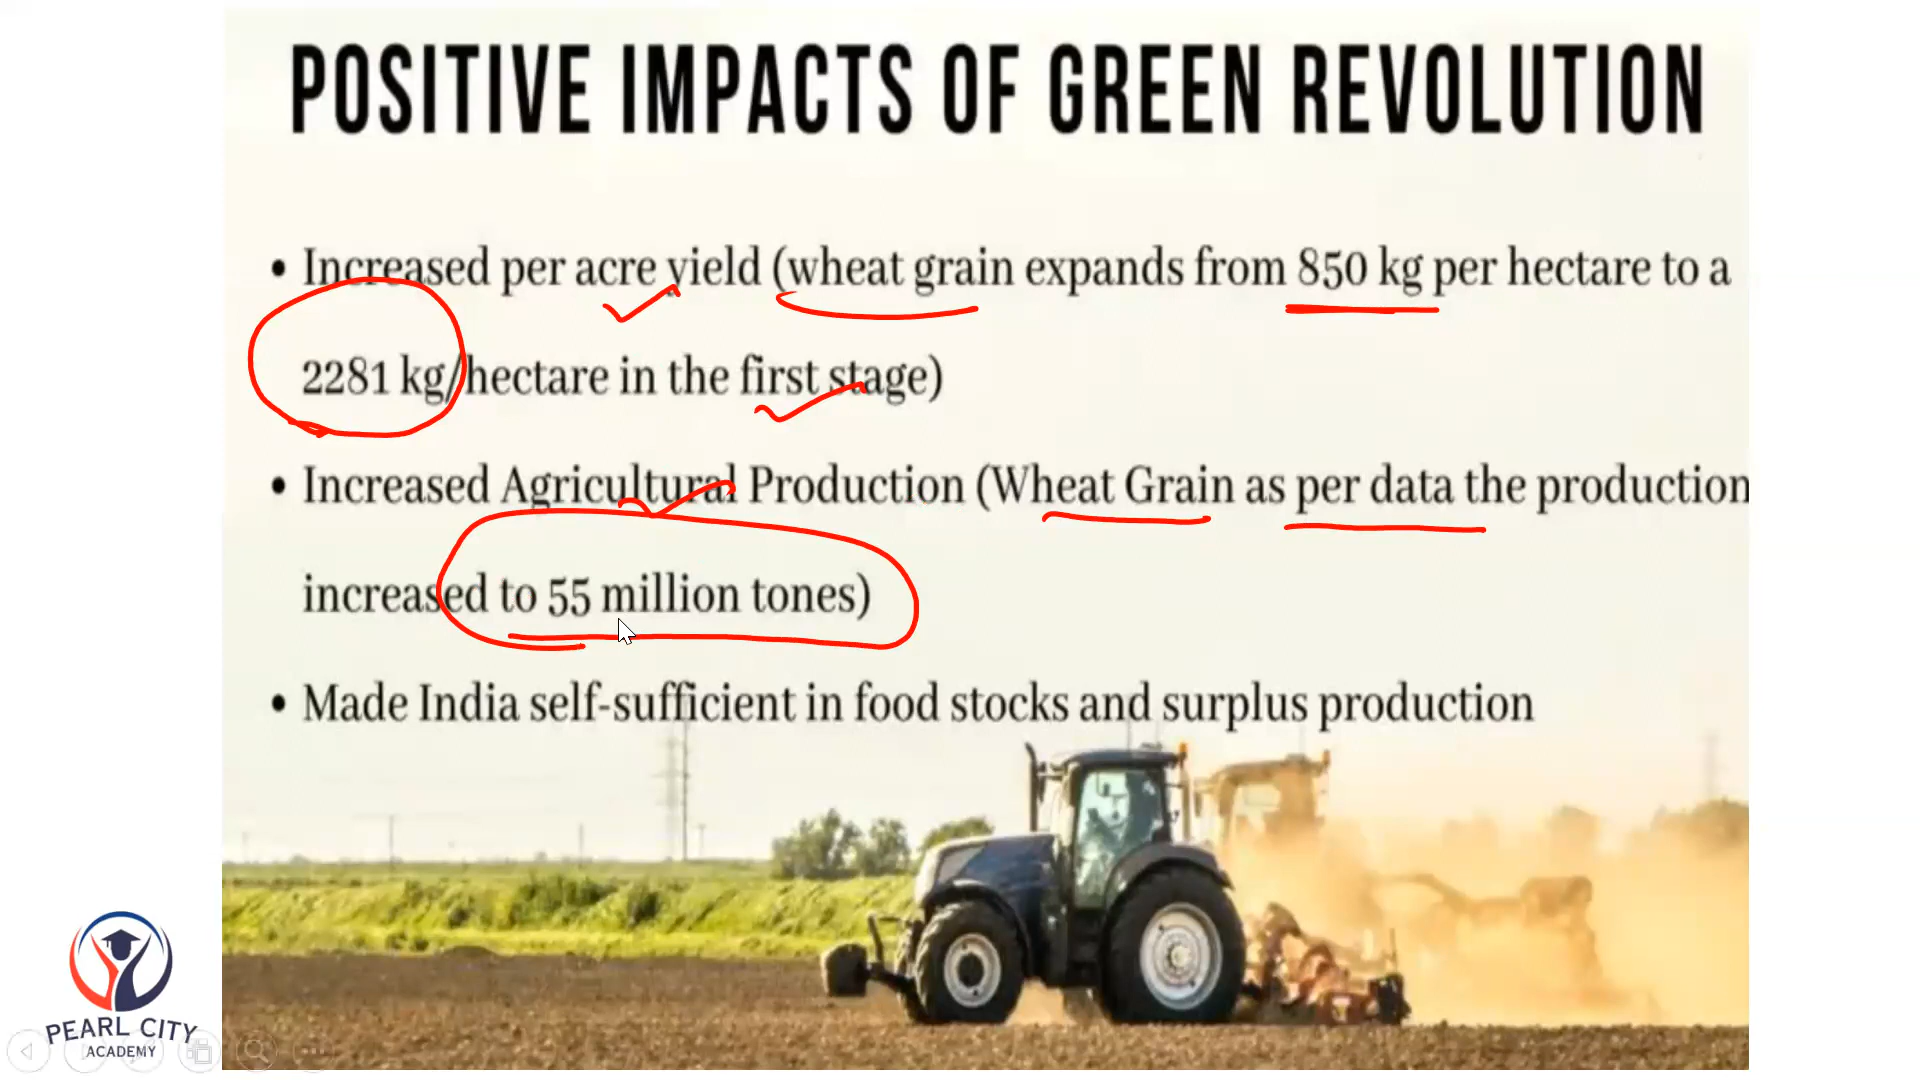 POSITIVE IMPACTS OF GREEN REVOLUTION
• Increased per acre yield (wheat grain expands from 850 kg per hectare to a
2281 kg/hectare in the first stage)
• Increased Agricultural Production (Wheat Grain as per data the production
increased to 55 million tones)
• Made India self-sufficient in food stocks and surplus production
PEARL CITY
ACADEMY